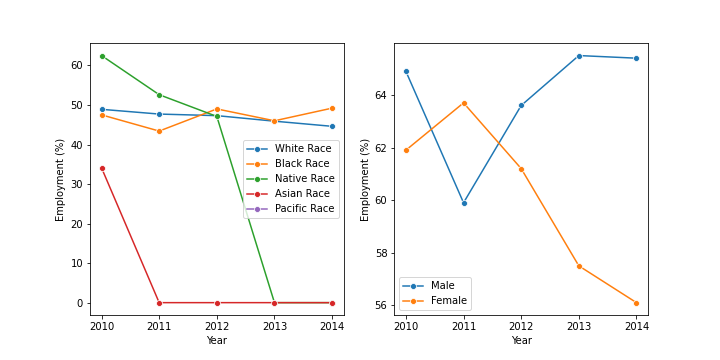 Employment (%)
60
50
40
30
20
10
0
2010 2011 2012 2013 2014
Year
White Race
Black Race
Native Race
Asian Race
Pacific Race
Employment (%)
64
62
60
58
56
2010 2011 2012 2013 2014
Year
Male
Female